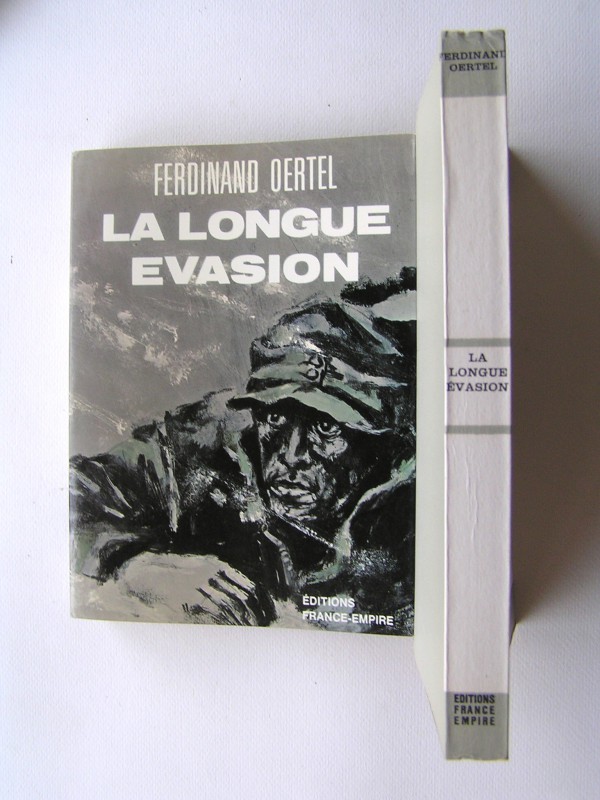 FERDINAND OERTEL
LA LONGUE
EVASION
ÉDITIONS
FRANCE-EMPIRE
FERDINAND
OERTEL
LA
LONGUE
ÉVASION
EDITIONS
FRANCE
EMPIRE